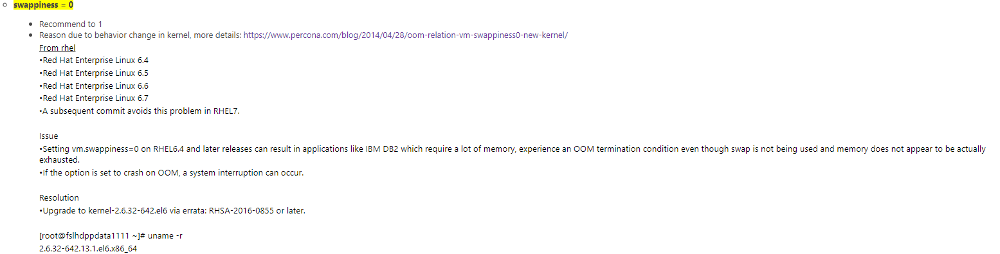 swappiness = 0
Recommend to 1
Reason due to behavior change in kernel, more details: https://www.percona.com/blog/2014/04/28/oom-relation-vm-swappiness0-new-kernel/
From rhel
•Red Hat Enterprise Linux 6.4
•Red Hat Enterprise Linux 6.5
•Red Hat Enterprise Linux 6.6
•Red Hat Enterprise Linux 6.7
◦A subsequent commit avoids this problem in RHEL7.
Issue
•Setting vm.swappiness=0 on RHEL6.4 and later releases can result in applications like IBM DB2 which require a lot of memory, experience an OOM termination condition even though swap is not being used and memory does not appear to be actually
exhausted.
•If the option is set to crash on OOM, a system interruption can occur.
Resolution
•Upgrade to kernel-2.6.32-642.el6 via errata: RHSA-2016-0855 or later.
[root@fslhdppdata1111 ~]# uname -r
2.6.32-642.13.1.el6.x86_64